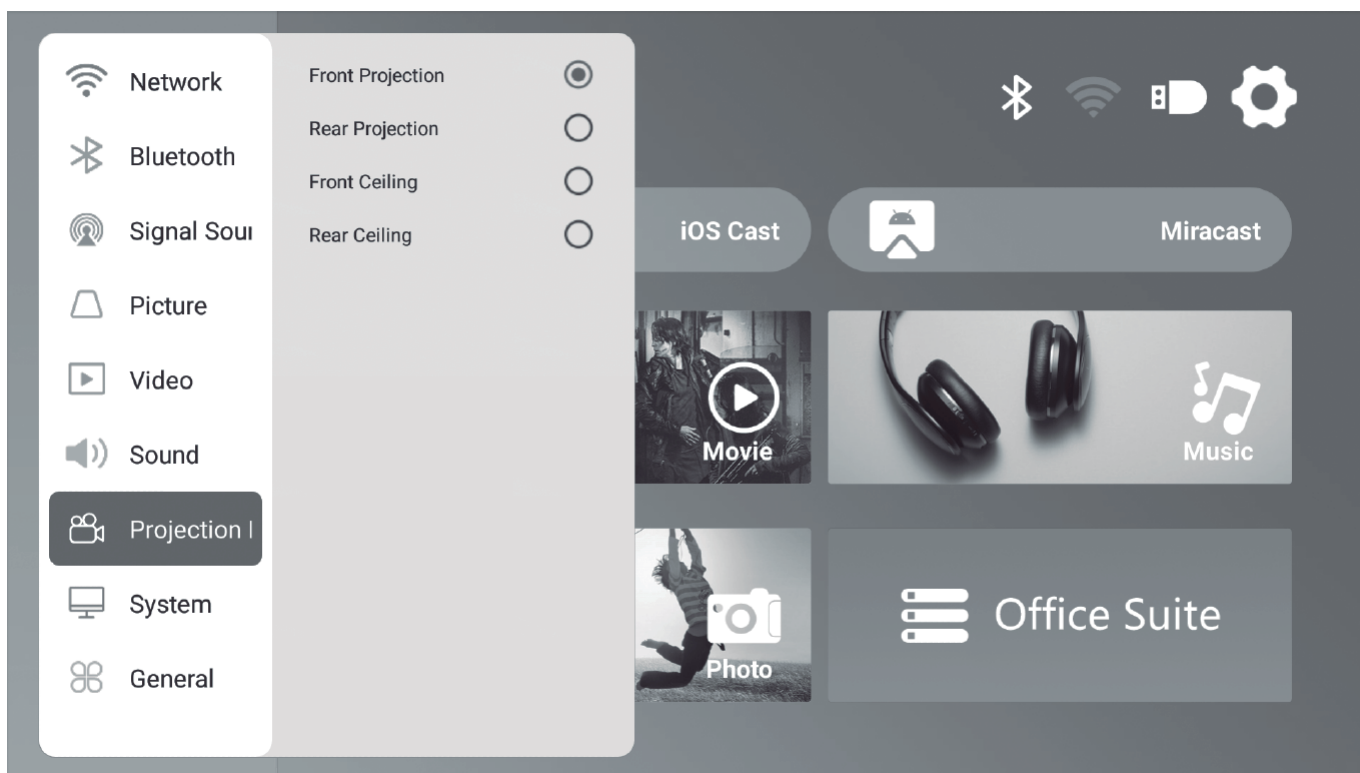 Network
Bluetooth
Signal Sour
Picture
Video
Sound
Projection
System
General
Front Projection
Rear Projection
Front Ceiling
Rear Ceiling
iOS Cast
Miracast
Movie
Music
Photo
Office Suite